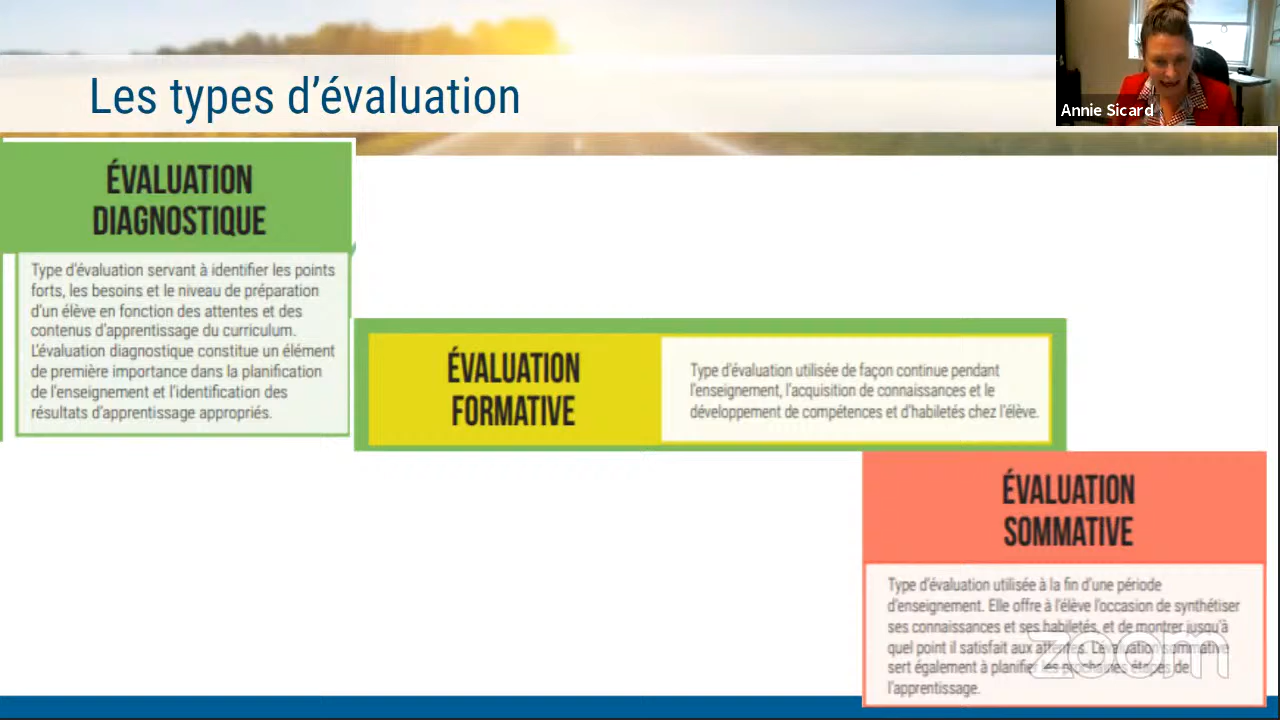 Les types d’évaluation
Annie Sicard
ÉVALUATION
DIAGNOSTIQUE
Type d’évaluation servant à identifier les points
forts, les besoins et le niveau de préparation
d’un élève en fonction des attentes et des
contenus d’apprentissage du curriculum.
L’évaluation diagnostique constitue un élément
de première importance dans la planification
de l’enseignement et l’identification des
résultats d’apprentissage appropriés.
ÉVALUATION
FORMATIVE
Type d’évaluation utilisée de façon continue pendant
l’enseignement, l’acquisition de connaissances et le
développement de compétences et d’habiletés chez l’élève.
ÉVALUATION
SOMMATIVE
Type d’évaluation utilisée à la fin d’une période
d’enseignement. Elle offre à l’élève l’occasion de synthétiser
ses connaissances et ses habiletés, et de montrer jusqu’à
quel point il satisfait aux attentes. L’évaluation sommative
sert également à planifier les prochaines étapes de
l’apprentissage.
zoom